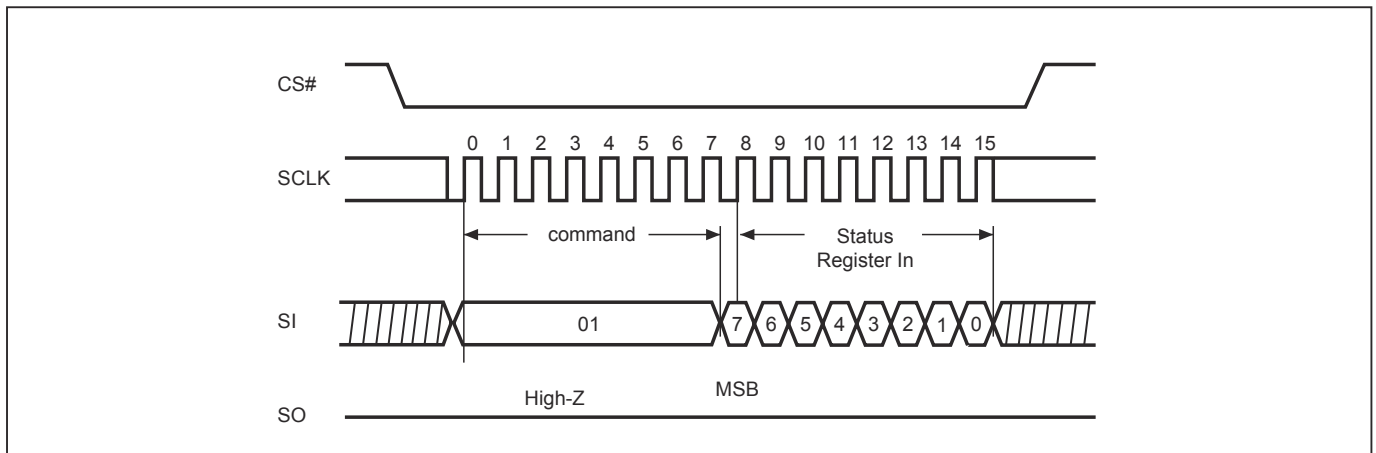 CS#
0 1 2 3 4 5 6 7 8 9 10 11 12 13 14 15
SCLK
command
Status
Register In
SI
01
7 6 5 4 3 2 1 0
MSB
High-Z
SO